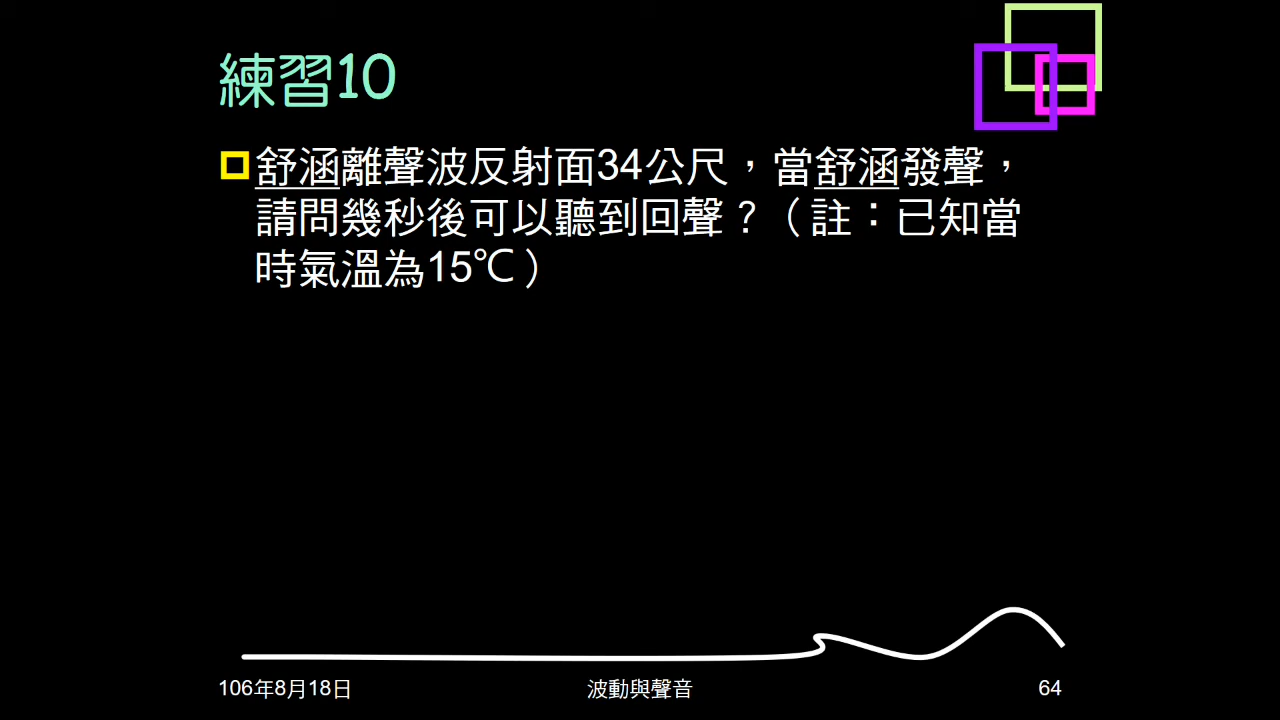 練習10
舒涵離聲波反射面34公尺，當舒涵發聲，
請問幾秒後可以聽到回聲？（註：已知當
時氣溫為15℃）
106年8月18日
波動與聲音
64